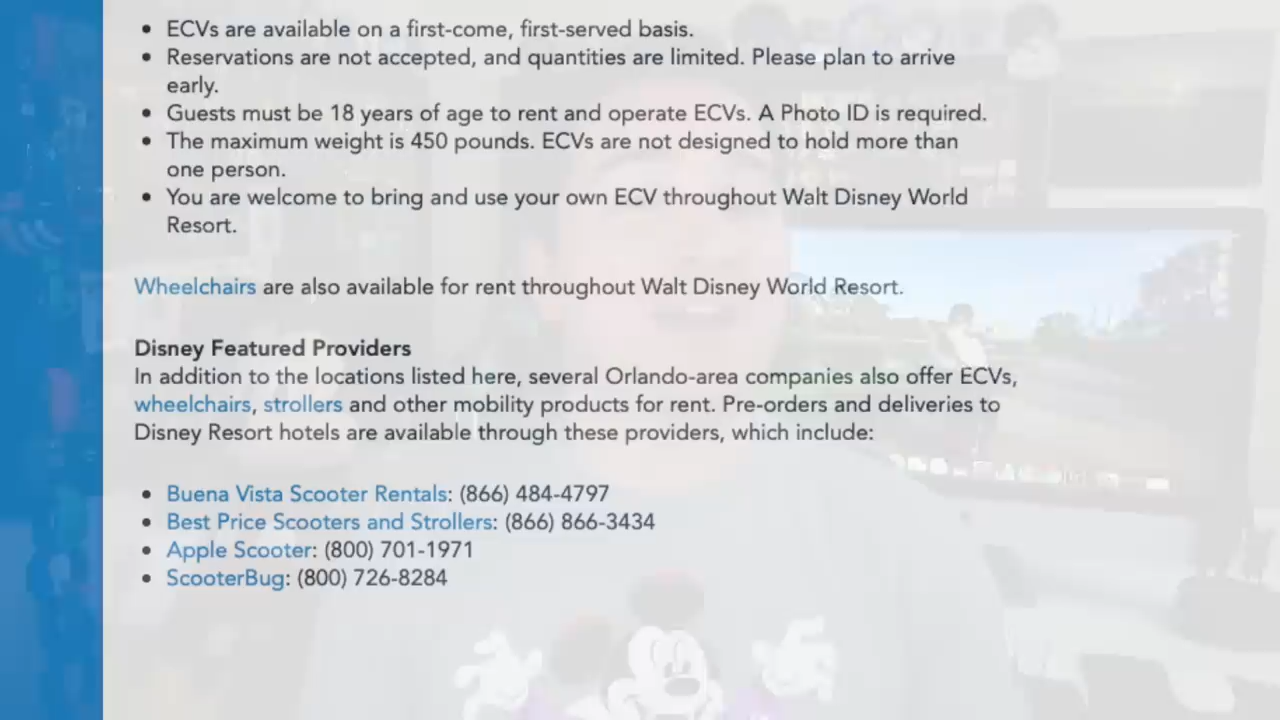 • ECVs are available on a first-come, first-served basis.
• Reservations are not accepted, and quantities are limited. Please plan to arrive
early.
• Guests must be 18 years of age to rent and operate ECVs. A Photo ID is required.
• The maximum weight is 450 pounds. ECVs are not designed to hold more than
one person.
• You are welcome to bring and use your own ECV throughout Walt Disney World
Resort.
Wheelchairs are also available for rent throughout Walt Disney World Resort.
Disney Featured Providers
In addition to the locations listed here, several Orlando-area companies also offer ECVs,
wheelchairs, strollers and other mobility products for rent. Pre-orders and deliveries to
Disney Resort hotels are available through these providers, which include:
• Buena Vista Scooter Rentals: (866) 484-4797
• Best Price Scooters and Strollers: (866) 866-3434
• Apple Scooter: (800) 701-1971
• ScooterBug: (800) 726-8284